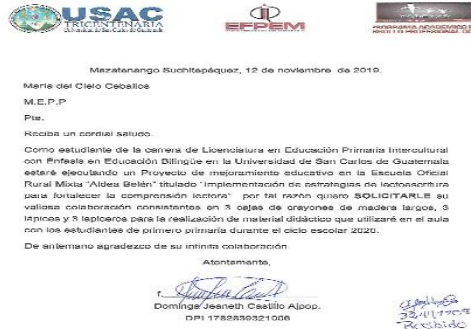 USAC
TRICENTENARIA
Universidad de San Carlos de Guatemala
EFPEM
Mazatenango Suchitepéquez, 12 de noviembre de 2019.
María del Cielo Ceballos
M.E.P.P
Pte.
Reciba un cordial saludo.
Como estudiante de la carrera de Licenciatura en Educación Primaria Intercultural
con Énfasis en Educación Bilingüe en la Universidad de San Carlos de Guatemala
estaré ejecutando un Proyecto de mejoramiento educativo en la Escuela Oficial
Rural Mixta "Aldea Belén" titulado "Implementación de estrategias de lectoescritura
para fortalecer la comprensión lectora" por tal razón quiero SOLICITARLE su
valiosa colaboración consistentes en 3 cajas de crayones de madera largos, 3
lápices y 3 lapiceros para la realización de material didáctico que utilizaré en el aula
con los estudiantes de primero primaria durante el ciclo escolar 2020.
De antemano agradezco de su infinita colaboración.
Atentamente,
f.
Dominga Jeaneth Castillo Ajpop.
DPI 1782839321006
Recibido